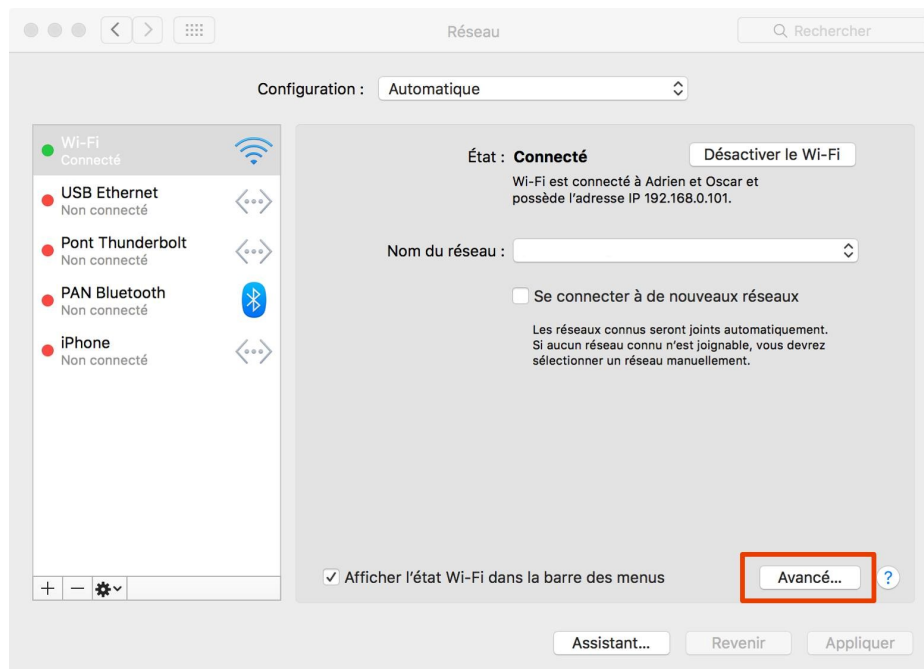 Réseau
Rechercher
Configuration :
Automatique
Wi-Fi
Connecté
USB Ethernet
Non connecté
Pont Thunderbolt
Non connecté
PAN Bluetooth
Non connecté
iPhone
Non connecté
État : Connecté
Désactiver le Wi-Fi
Wi-Fi est connecté à Adrien et Oscar et
possède l’adresse IP 192.168.0.101.
Nom du réseau :
Se connecter à de nouveaux réseaux
Les réseaux connus seront joints automatiquement.
Si aucun réseau connu n’est joignable, vous devrez
sélectionner un réseau manuellement.
Afficher l’état Wi-Fi dans la barre des menus
Avancé...
?
Assistant...
Revenir
Appliquer